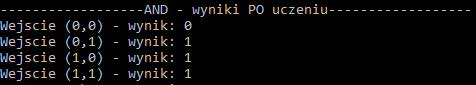 ------------------AND - wyniki PO uczeniu------------------
Wejscie (0,0) - wynik: 0
Wejscie (0,1) - wynik: 1
Wejscie (1,0) - wynik: 1
Wejscie (1,1) - wynik: 1